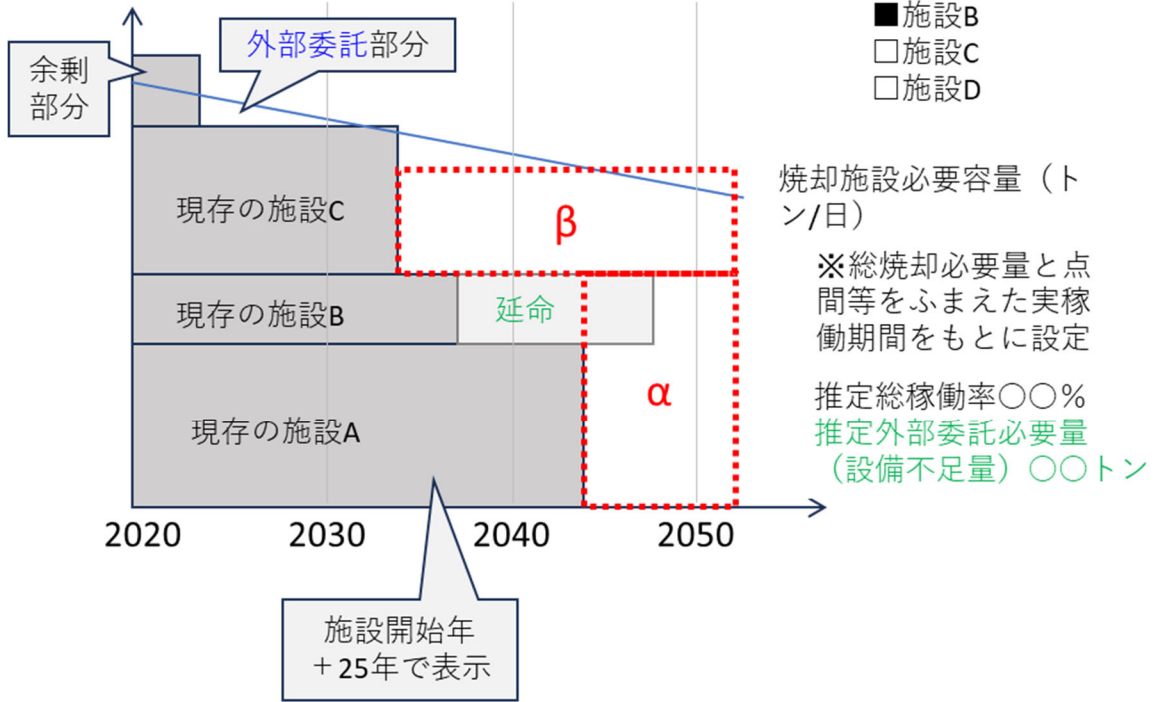 ■施設B
□施設C
□施設D
外部委託部分
余剰
部分
焼却施設必要容量（ト
ン/日）
現存の施設C
β
※総焼却必要量と点
間等をふまえた実稼
働期間をもとに設定
現存の施設B
延命
α
推定総稼働率○○%
推定外部委託必要量
（設備不足量）○○トン
現存の施設A
2020
2030
2040
2050
施設開始年
＋25年で表示